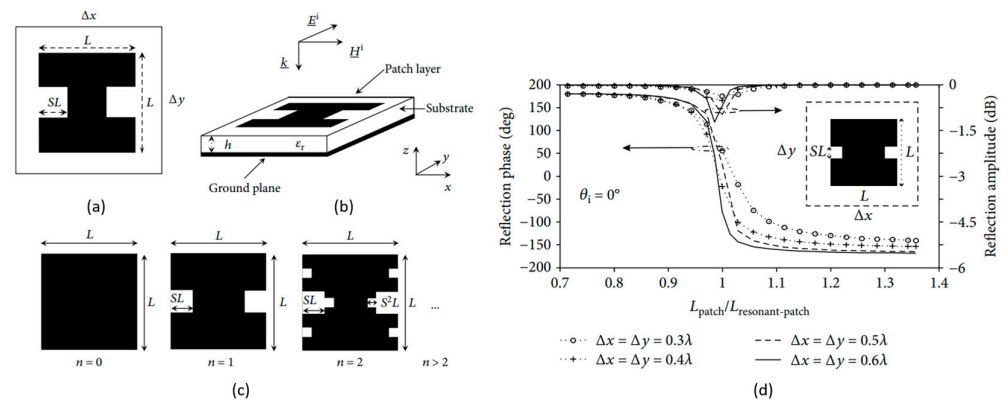 Δx
L
SL
L
Δy
(a)
E^i
H^i
k
Patch layer
Substrate
h
ε_r
Ground plane
z
y
x
(b)
L
L
n = 0
L
SL
L
n = 1
L
SL
S²L
L
n = 2
...
n > 2
(c)
Reflection phase (deg)
200
150
100
50
0
−50
−100
−150
−200
0.7
0.8
0.9
1
1.1
1.2
1.3
1.4
L_patch/L_resonant-patch
0
−1.5
−2
−3
−4.5
−5
−6
Reflection amplitude (dB)
θ_i = 0°
Δy
SL
L
L
Δx
Δx = Δy = 0.3λ
Δx = Δy = 0.4λ
Δx = Δy = 0.5λ
Δx = Δy = 0.6λ
(d)